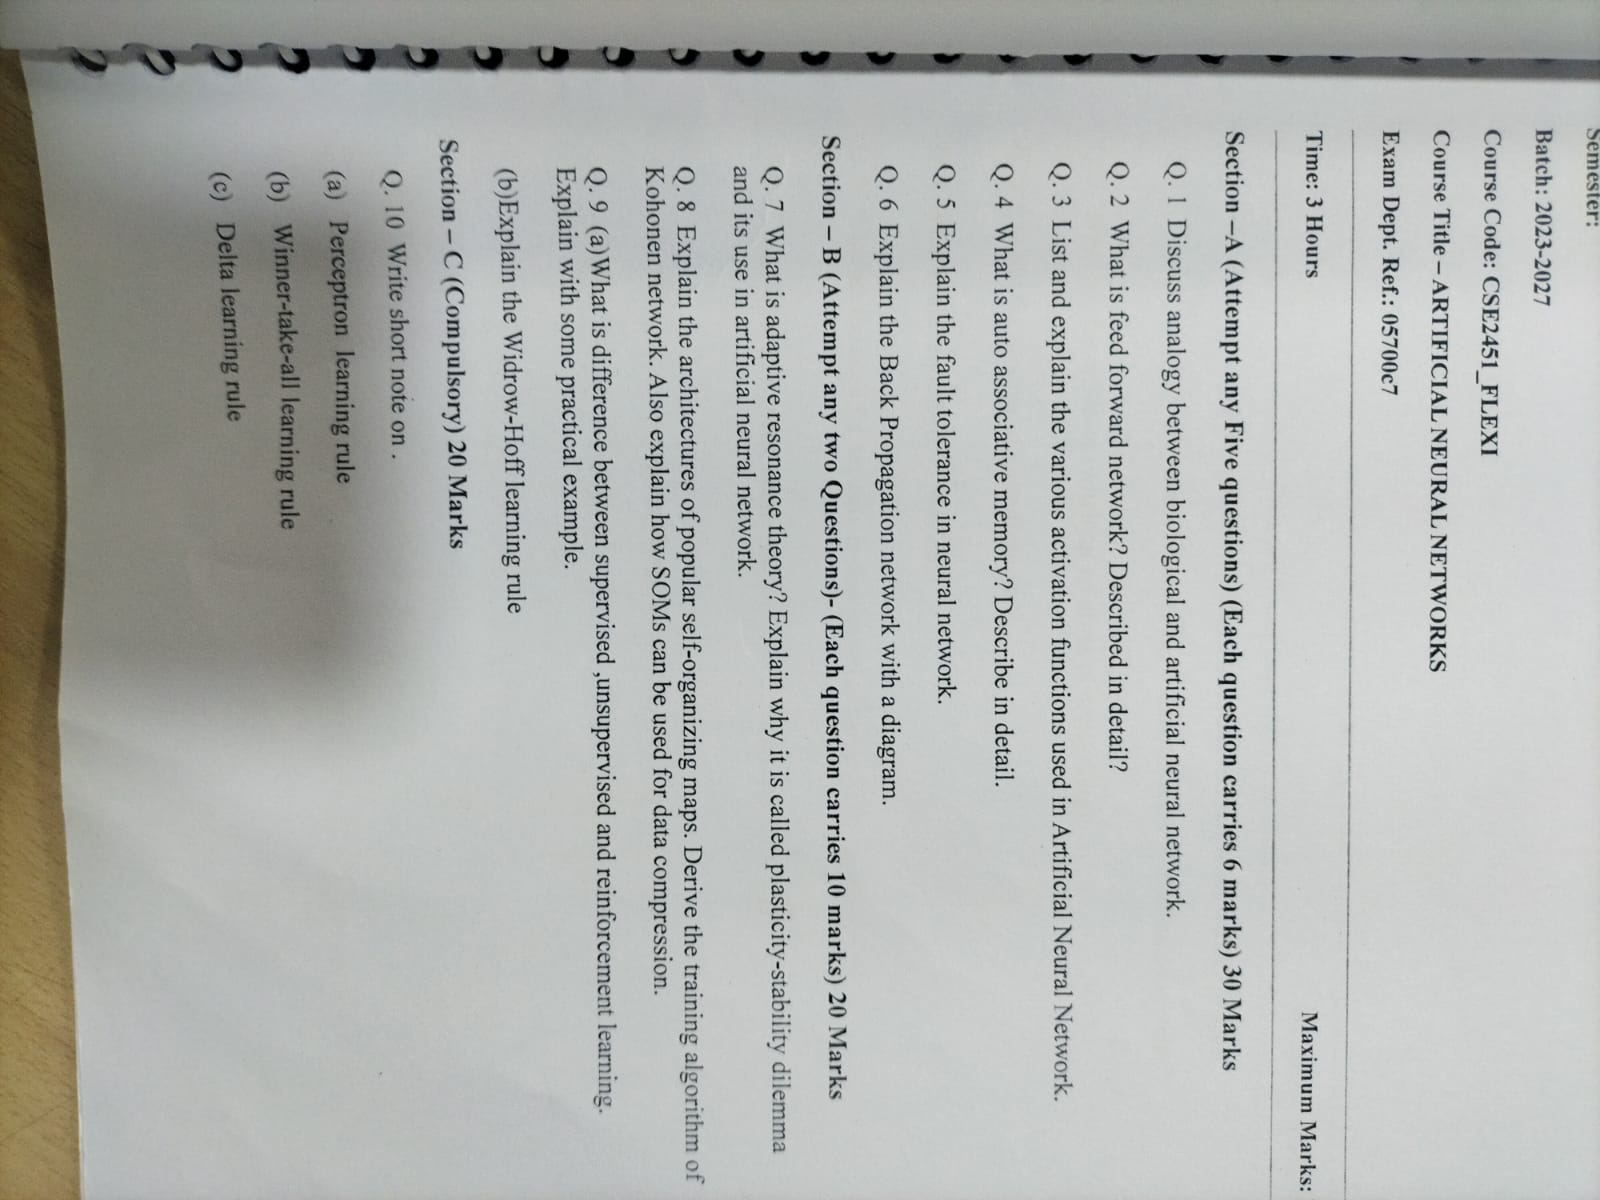 Semester:
Batch: 2023-2027
Course Code: CSE2451_FLEXI
Course Title – ARTIFICIAL NEURAL NETWORKS
Exam Dept. Ref.: 05700c7
Time: 3 Hours Maximum Marks:
Section –A (Attempt any Five questions) (Each question carries 6 marks) 30 Marks
Q. 1 Discuss analogy between biological and artificial neural network.
Q. 2 What is feed forward network? Described in detail?
Q. 3 List and explain the various activation functions used in Artificial Neural Network.
Q. 4 What is auto associative memory? Describe in detail.
Q. 5 Explain the fault tolerance in neural network.
Q. 6 Explain the Back Propagation network with a diagram.
Section – B (Attempt any two Questions)- (Each question carries 10 marks) 20 Marks
Q. 7 What is adaptive resonance theory? Explain why it is called plasticity-stability dilemma
and its use in artificial neural network.
Q. 8 Explain the architectures of popular self-organizing maps. Derive the training algorithm of
Kohonen network. Also explain how SOMs can be used for data compression.
Q. 9 (a)What is difference between supervised ,unsupervised and reinforcement learning.
Explain with some practical example.
(b)Explain the Widrow-Hoff learning rule
Section – C (Compulsory) 20 Marks
Q. 10 Write short note on .
(a) Perceptron learning rule
(b) Winner-take-all learning rule
(c) Delta learning rule